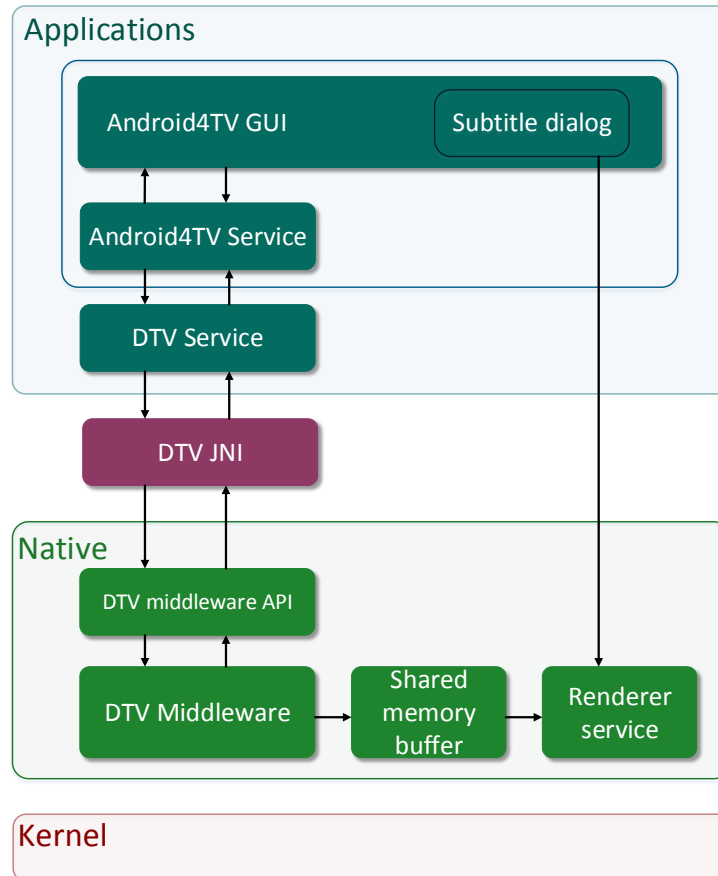 Applications
Android4TV GUI
Subtitle dialog
Android4TV Service
DTV Service
DTV JNI
Native
DTV middleware API
DTV Middleware
Shared
memory
buffer
Renderer
service
Kernel